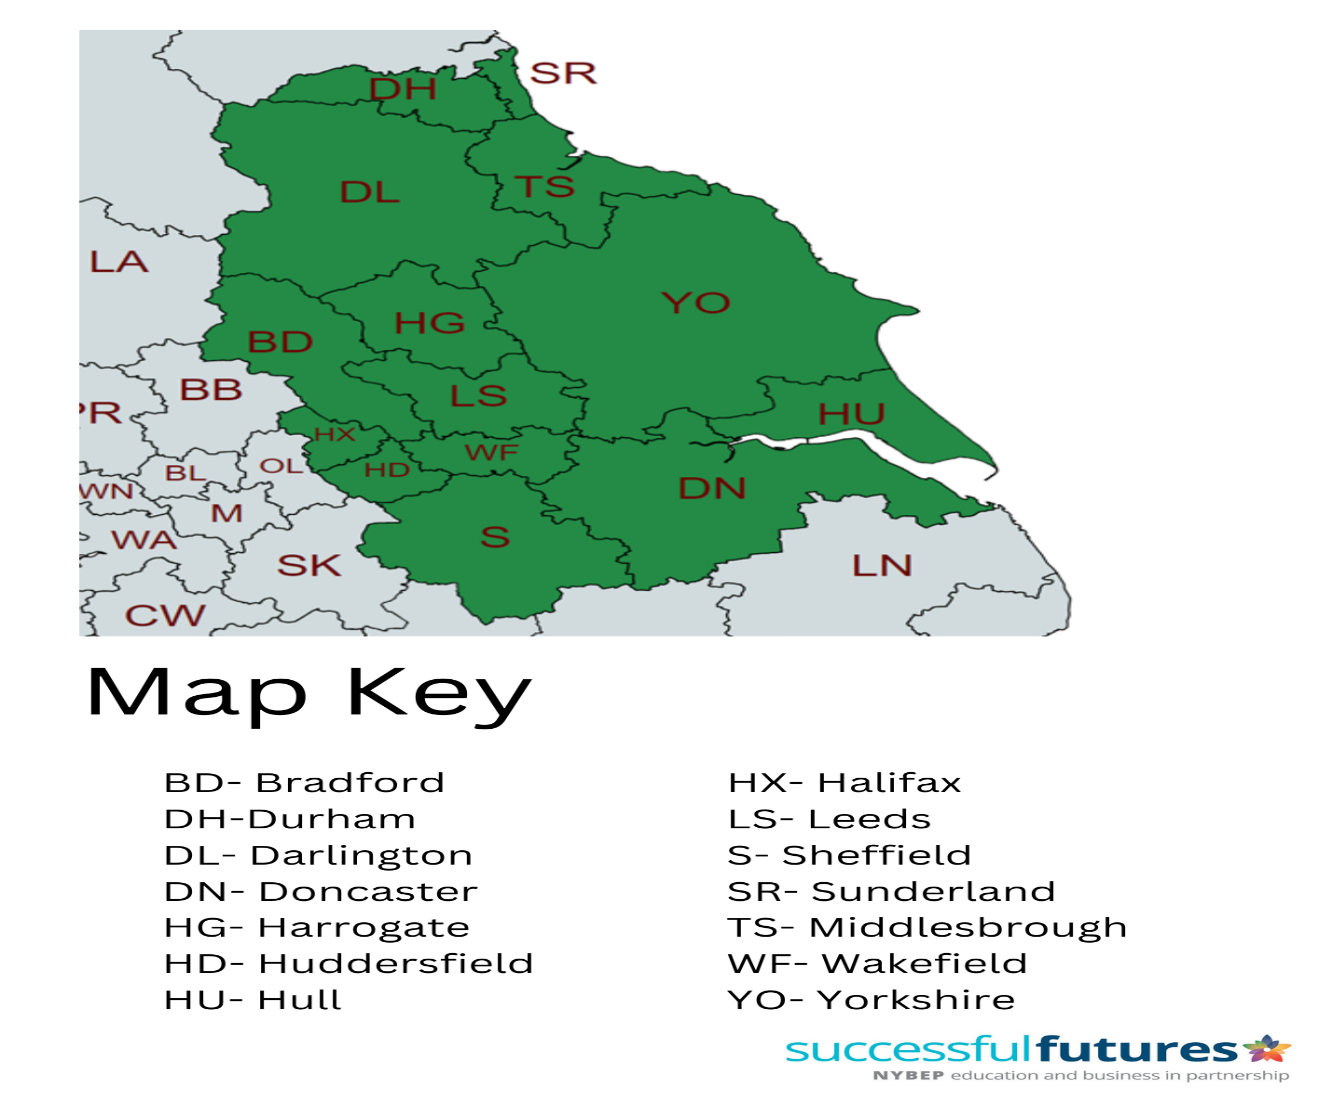 DH
SR
DL
TS
LA
YO
HG
BD
BB
LS
PR
HU
HX
WF
OL
HD
BL
WN
DN
M
WA
S
SK
LN
CW
Map Key
BD- Bradford
DH-Durham
DL- Darlington
DN- Doncaster
HG- Harrogate
HD- Huddersfield
HU- Hull
HX- Halifax
LS- Leeds
S- Sheffield
SR- Sunderland
TS- Middlesbrough
WF- Wakefield
YO- Yorkshire
successfulfutures
NYBEP education and business in partnership